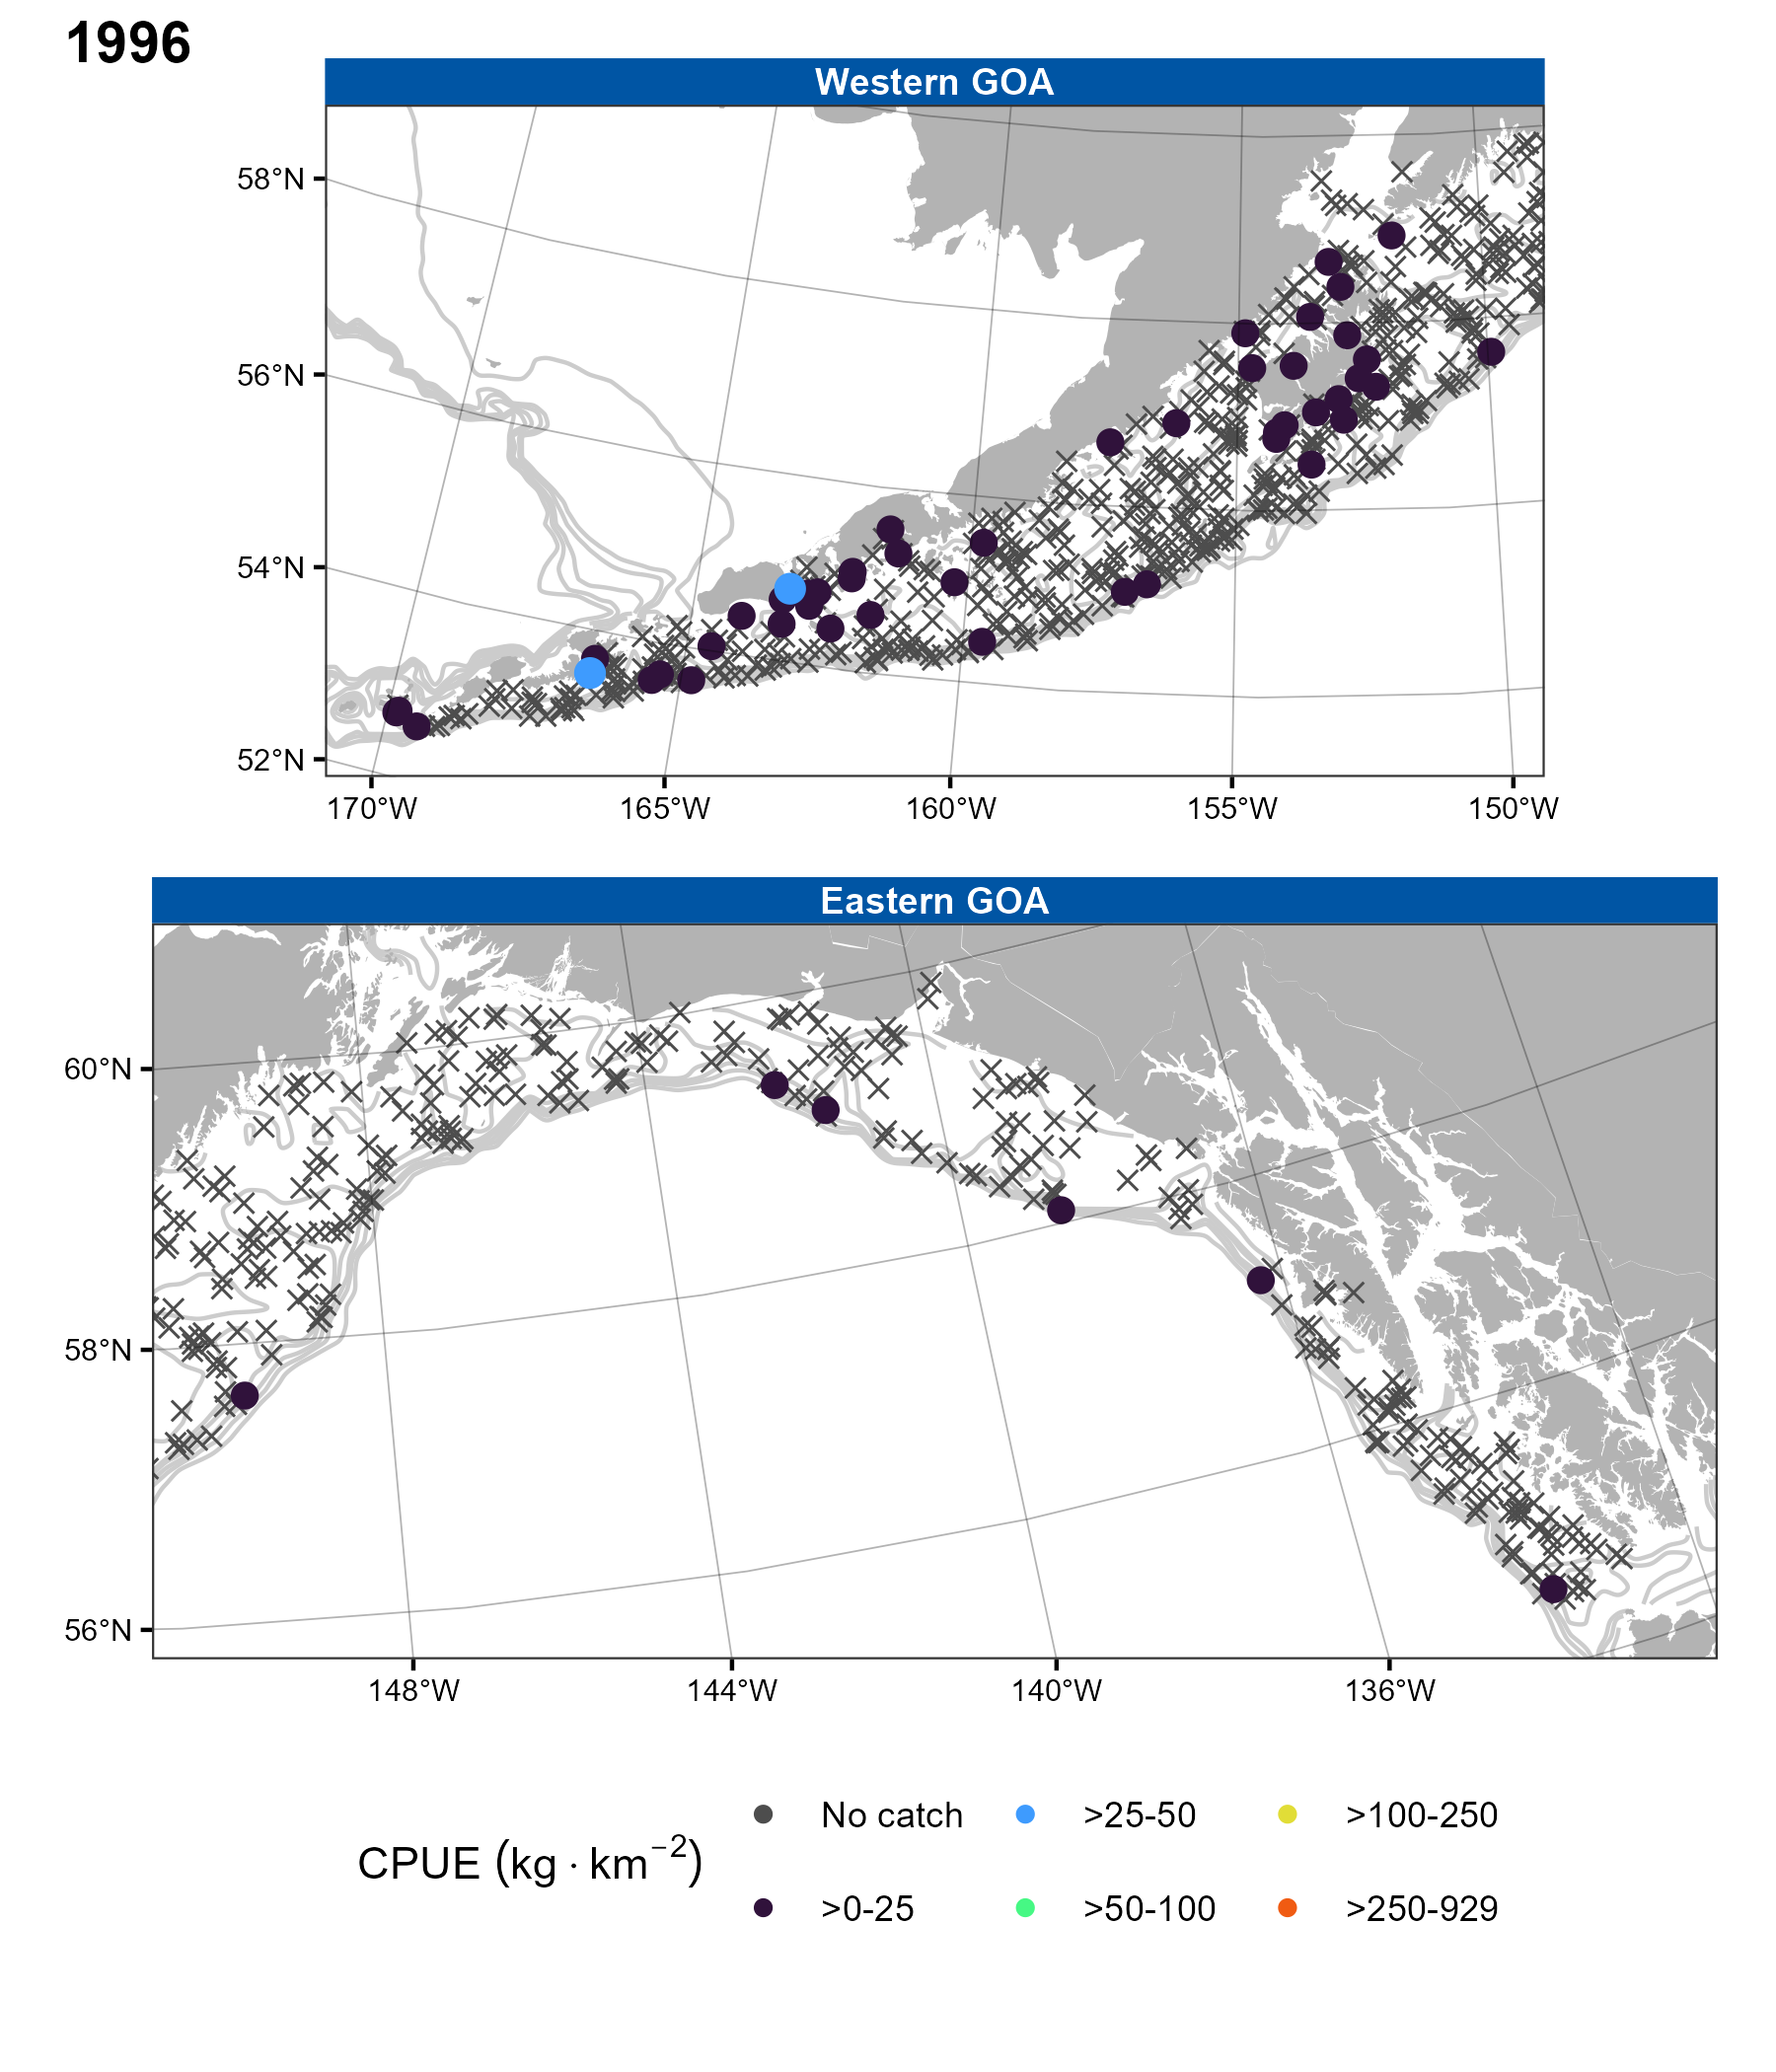 1996
Western GOA
58°N
56°N
54°N
52°N
170°W 165°W 160°W 155°W 150°W
Eastern GOA
60°N
58°N
56°N
148°W 144°W 140°W 136°W
CPUE (kg · km⁻²)
No catch >25-50 >100-250
>0-25 >50-100 >250-929